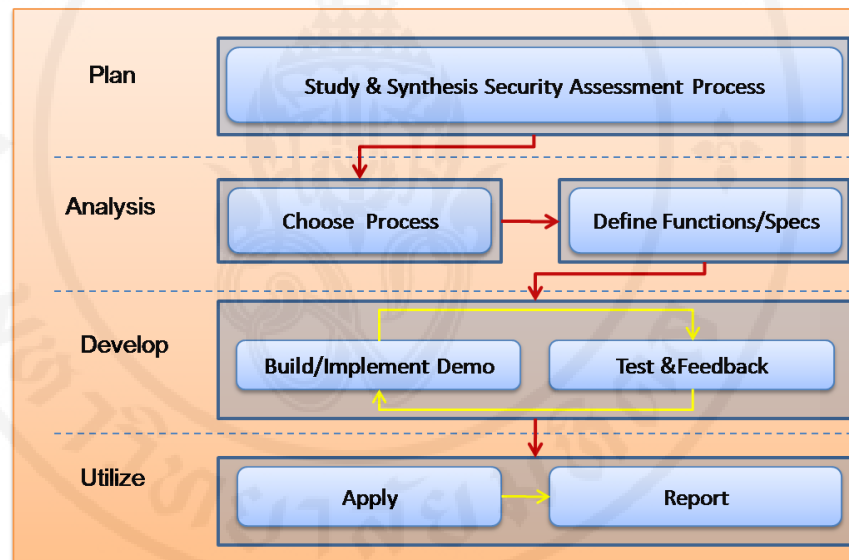 Plan
Study & Synthesis Security Assessment Process
Analysis
Choose Process
Define Functions/Specs
Develop
Build/Implement Demo
Test &Feedback
Utilize
Apply
Report